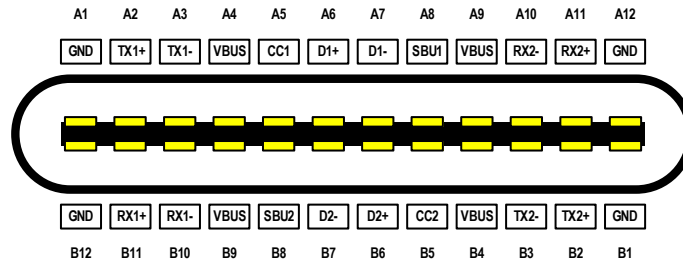 A1 A2 A3 A4 A5 A6 A7 A8 A9 A10 A11 A12
GND TX1+ TX1- VBUS CC1 D1+ D1- SBU1 VBUS RX2- RX2+ GND
GND RX1+ RX1- VBUS SBU2 D2- D2+ CC2 VBUS TX2- TX2+ GND
B12 B11 B10 B9 B8 B7 B6 B5 B4 B3 B2 B1